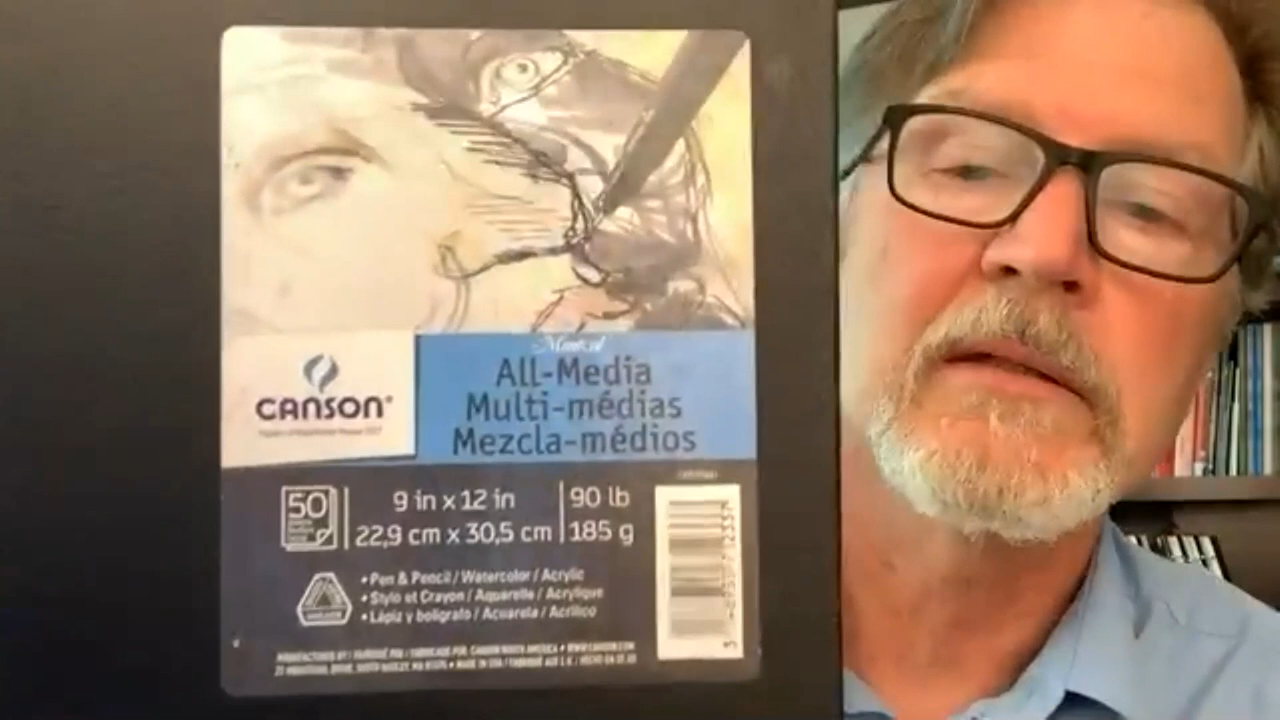 All-Media
Multi-médias
Mezcla-médios
CANSON®
50
9 in x 12 in
90 lb
22,9 cm x 30,5 cm
185 g
• Pen & Pencil / Watercolor / Acrylic
• Stylo et Crayon / Aquarelle / Acrylique
• Lápiz y bolígrafo / Acuarela / Acrílico